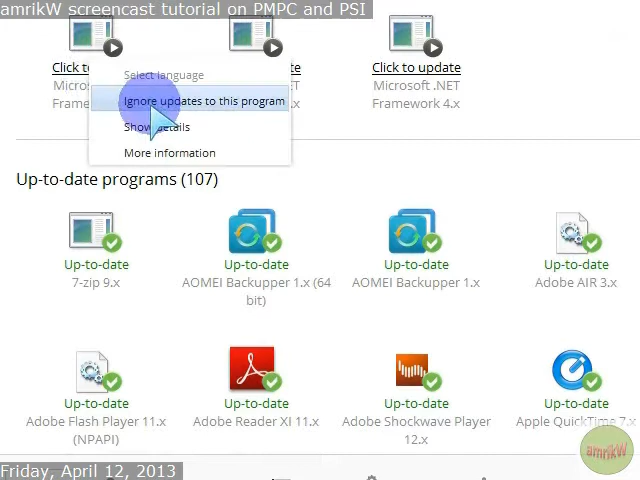 amrikW screencast tutorial on PMPC and PSI
Click to
Micros
Frame
Select language
Ignore updates to this program
Show details
More information
Click to update
Microsoft .NET
Framework 4.x
Up-to-date programs (107)
Up-to-date
7-zip 9.x
Up-to-date
AOMEI Backupper 1.x (64
bit)
Up-to-date
AOMEI Backupper 1.x
Up-to-date
Adobe AIR 3.x
Up-to-date
Adobe Flash Player 11.x
(NPAPI)
Up-to-date
Adobe Reader XI 11.x
Up-to-date
Adobe Shockwave Player
12.x
Up-to-date
Apple QuickTime 7.x
amrikW
Friday, April 12, 2013